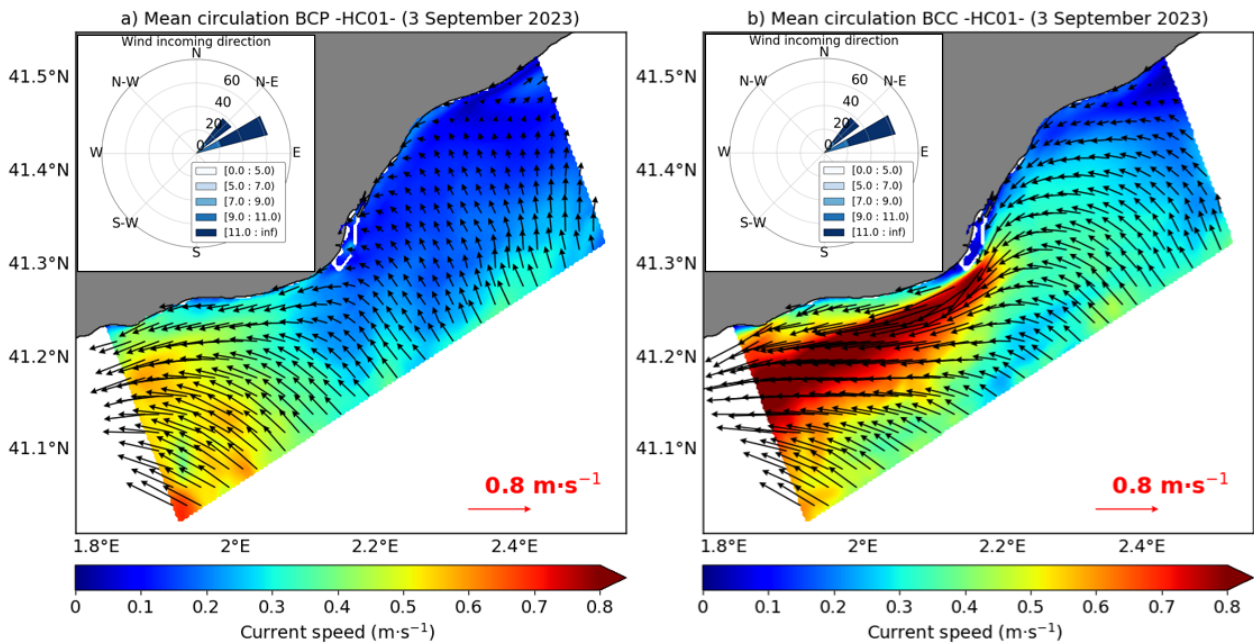 a) Mean circulation BCP -HC01- (3 September 2023)
Wind incoming direction
N
N-W
N-E
60
40
20
0
W
E
[0.0 : 5.0)
[5.0 : 7.0)
[7.0 : 9.0)
[9.0 : 11.0)
[11.0 : inf)
S-W
S
41.5°N
41.4°N
41.3°N
41.2°N
41.1°N
0.8 m·s⁻¹
1.8°E 2°E 2.2°E 2.4°E
0 0.1 0.2 0.3 0.4 0.5 0.6 0.7 0.8
Current speed (m·s⁻¹)
b) Mean circulation BCC -HC01- (3 September 2023)
Wind incoming direction
N
N-W
N-E
60
40
20
0
W
E
[0.0 : 5.0)
[5.0 : 7.0)
[7.0 : 9.0)
[9.0 : 11.0)
[11.0 : inf)
S-W
S
41.5°N
41.4°N
41.3°N
41.2°N
41.1°N
0.8 m·s⁻¹
1.8°E 2°E 2.2°E 2.4°E
0 0.1 0.2 0.3 0.4 0.5 0.6 0.7 0.8
Current speed (m·s⁻¹)